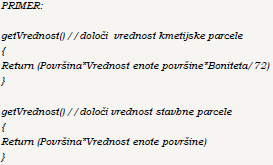 PRIMER:
getVrednost() //določi vrednost kmetijske parcele
{
Return (Površina*Vrednost enote površine*Boniteta/72)
}
getVrednost() //določi vrednost stavbne parcele
{
Return (Površina*Vrednost enote površine)
}